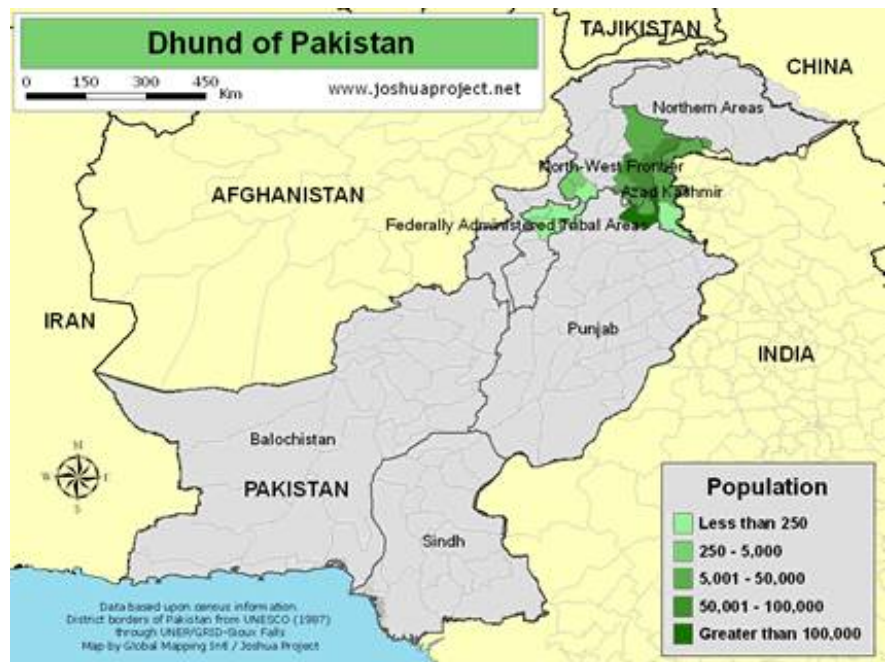 Dhund of Pakistan
0 150 300 450
Km
www.joshuaproject.net
TAJIKISTAN
CHINA
Northern Areas
North-West Frontier
AFGHANISTAN
Azad Kashmir
Federally Administered Tribal Areas
IRAN
Punjab
INDIA
Balochistan
PAKISTAN
Sindh
N
W E
S
Population
Less than 250
250 - 5,000
5,001 - 50,000
50,001 - 100,000
Greater than 100,000
Data based upon census information.
District borders of Pakistan from UNESCO (1987)
through UNEP/GRID-Sioux Falls
Map by Global Mapping Intl / Joshua Project